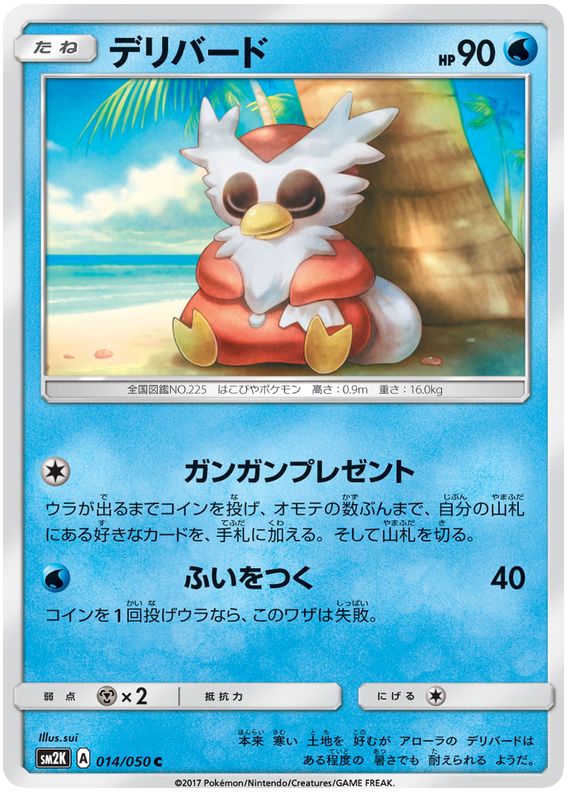 たね デリバード HP90
全国図鑑NO.225 はこびやポケモン 高さ:0.9m 重さ:16.0kg
ガンガンプレゼント
ウラが出るまでコインを投げ、オモテの数ぶんまで、自分の山札
にある好きなカードを、手札に加える。そして山札を切る。
ふいをつく 40
コインを1回投げウラなら、このワザは失敗。
弱点 ×2 抵抗力 にげる
Illus.sui
本来 寒い 土地を 好むが アローラの デリバードは
ある程度の 暑さでも 耐えられる ようだ。
SM2K A 014/050 C
©2017 Pokémon/Nintendo/Creatures/GAME FREAK.